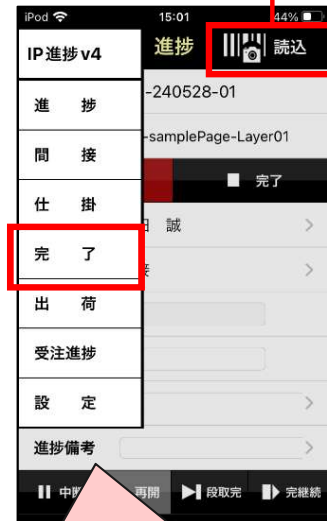 iPod 15:01 44%
IP進捗v4 進捗 読込
進 捗 -240528-01
間 接 -samplePage-Layer01
仕 掛 完了
誠
完 了
出 荷
受注進捗
設 定
進捗備考
中 再開 段取完 完継続